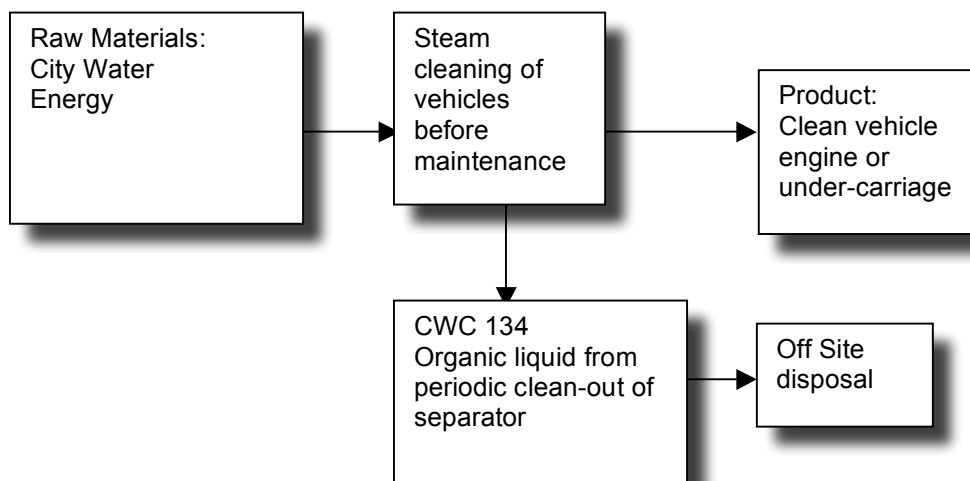 Raw Materials:
City Water
Energy
Steam
cleaning of
vehicles
before
maintenance
Product:
Clean vehicle
engine or
under-carriage
CWC 134
Organic liquid from
periodic clean-out of
separator
Off Site
disposal